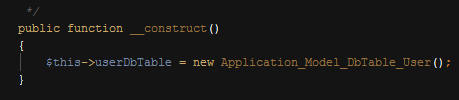 */
public function __construct()
{
$this->userDbTable = new Application_Model_DbTable_User();
}